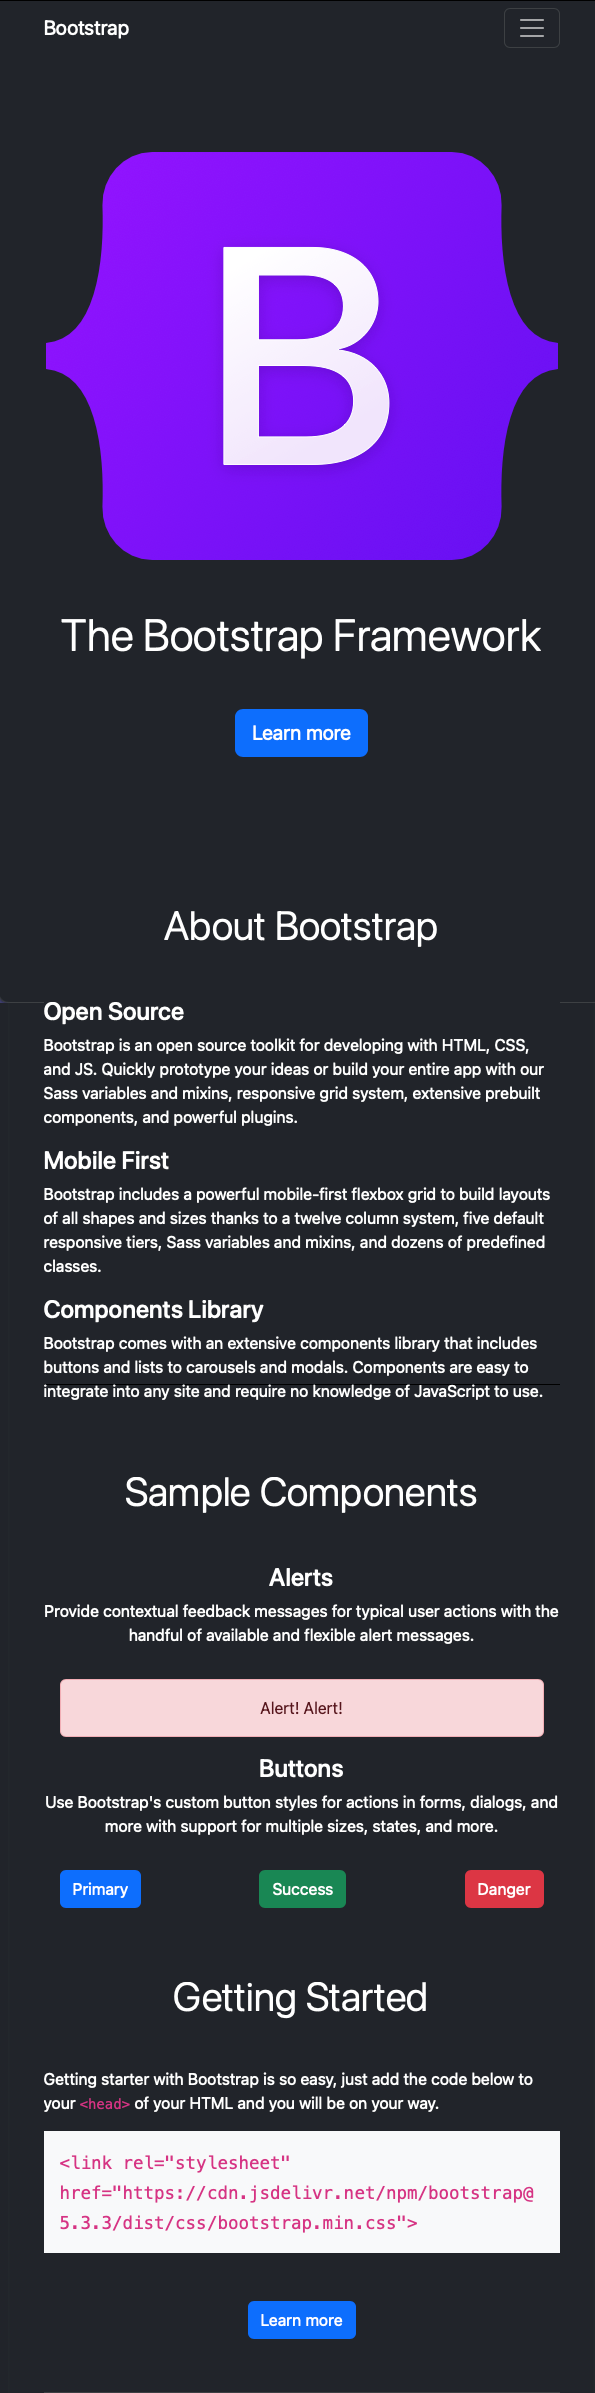 Bootstrap
B
The Bootstrap Framework
Learn more
About Bootstrap
Open Source
Bootstrap is an open source toolkit for developing with HTML, CSS,
and JS. Quickly prototype your ideas or build your entire app with our
Sass variables and mixins, responsive grid system, extensive prebuilt
components, and powerful plugins.
Mobile First
Bootstrap includes a powerful mobile-first flexbox grid to build layouts
of all shapes and sizes thanks to a twelve column system, five default
responsive tiers, Sass variables and mixins, and dozens of predefined
classes.
Components Library
Bootstrap comes with an extensive components library that includes
buttons and lists to carousels and modals. Components are easy to
integrate into any site and require no knowledge of JavaScript to use.
Sample Components
Alerts
Provide contextual feedback messages for typical user actions with the
handful of available and flexible alert messages.
Alert! Alert!
Buttons
Use Bootstrap's custom button styles for actions in forms, dialogs, and
more with support for multiple sizes, states, and more.
Primary Success Danger
Getting Started
Getting starter with Bootstrap is so easy, just add the code below to
your <head> of your HTML and you will be on your way.
<link rel="stylesheet"
href="https://cdn.jsdelivr.net/npm/bootstrap@
5.3.3/dist/css/bootstrap.min.css">
Learn more